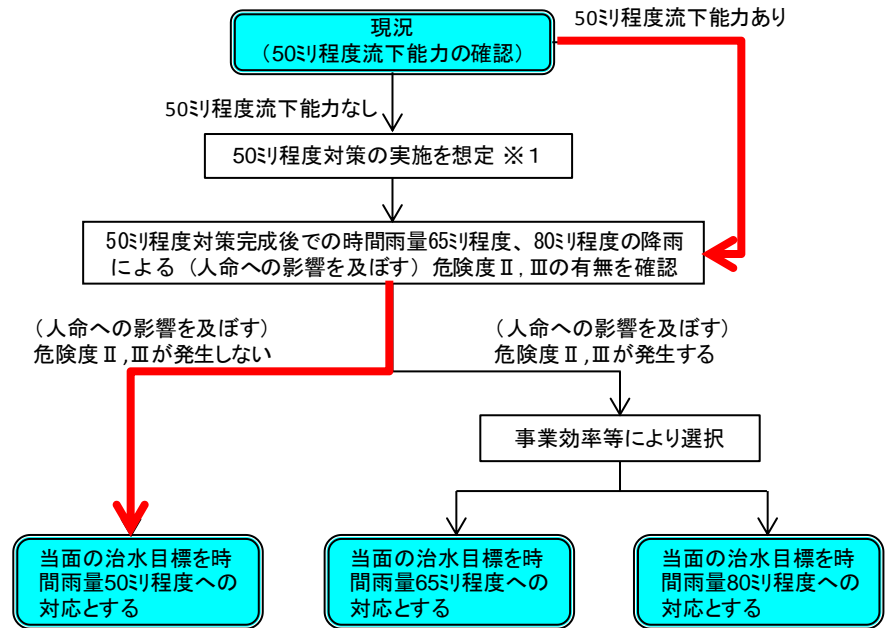 現況
(50ミリ程度流下能力の確認)
50ミリ程度流下能力あり
50ミリ程度流下能力なし
50ミリ程度対策の実施を想定 ※1
50ミリ程度対策完成後での時間雨量65ミリ程度、80ミリ程度の降雨
による(人命への影響を及ぼす)危険度Ⅱ,Ⅲの有無を確認
(人命への影響を及ぼす)
危険度Ⅱ,Ⅲが発生しない
(人命への影響を及ぼす)
危険度Ⅱ,Ⅲが発生する
事業効率等により選択
当面の治水目標を時
間雨量50ミリ程度への
対応とする
当面の治水目標を時
間雨量65ミリ程度への
対応とする
当面の治水目標を時
間雨量80ミリ程度への
対応とする